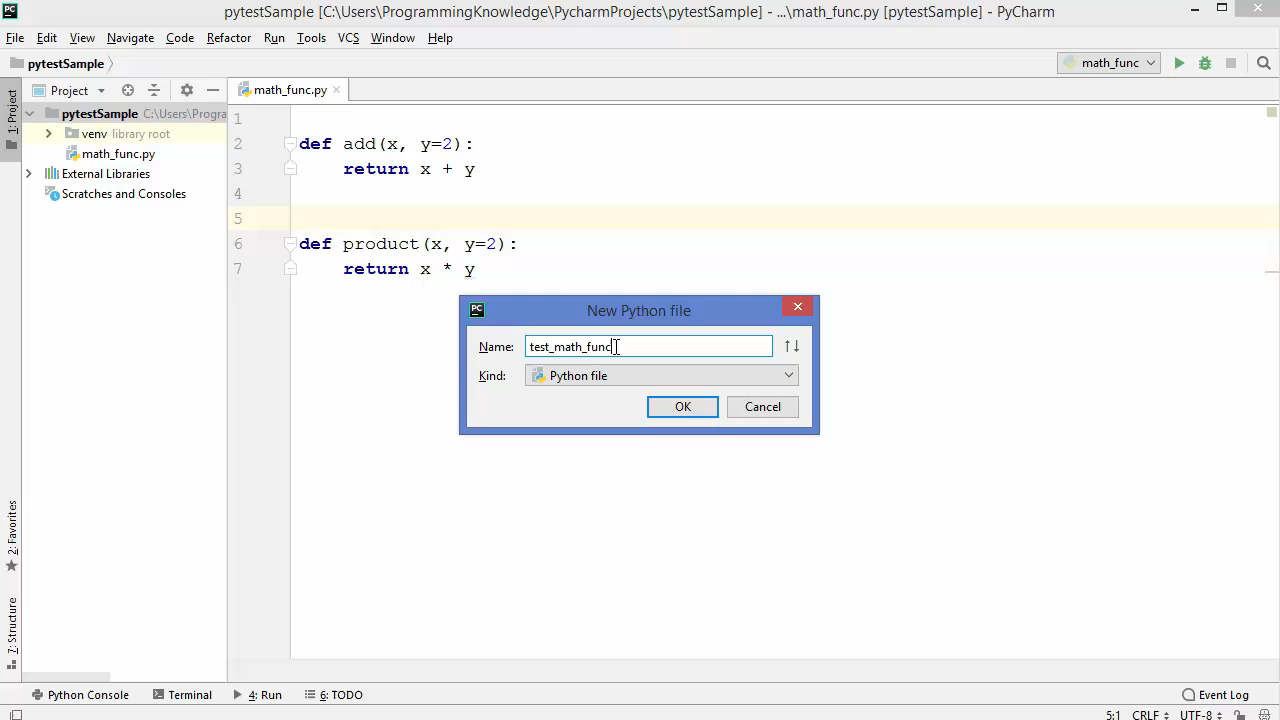 PC pytestSample [C:\Users\ProgrammingKnowledge\PycharmProjects\pytestSample] - ...\math_func.py [pytestSample] - PyCharm
File Edit View Navigate Code Refactor Run Tools VCS Window Help
pytestSample math_func
1: Project
Project math_func.py
pytestSample C:\Users\Progra
venv library root
math_func.py
External Libraries
Scratches and Consoles
1
2 def add(x, y=2):
3 return x + y
4
5
6 def product(x, y=2):
7 return x * y
PC New Python file
Name: test_math_func
Kind: Python file
OK Cancel
2: Favorites
Z: Structure
Python Console Terminal 4: Run 6: TODO Event Log
5:1 CRLF UTF-8